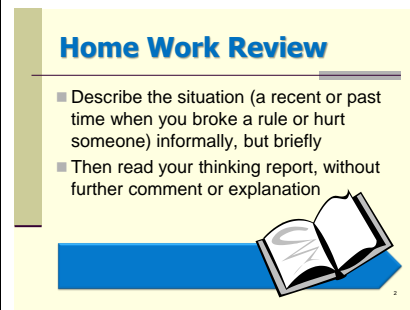 Home Work Review
Describe the situation (a recent or past
time when you broke a rule or hurt
someone) informally, but briefly
Then read your thinking report, without
further comment or explanation
2